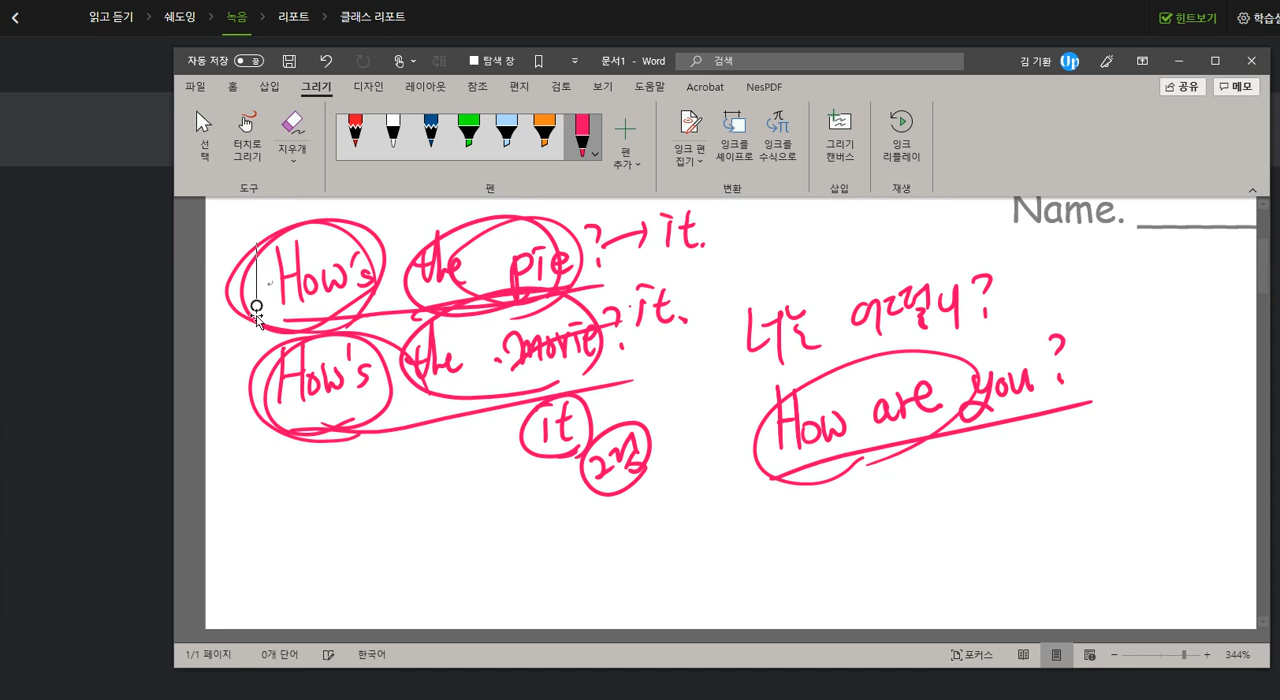 읽고 듣기 쉐도잉 녹음 리포트 클래스 리포트 힌트보기 학습설
자동 저장 끔 탐색 창 문서1 - Word 검색 김 기환
파일 홈 삽입 그리기 디자인 레이아웃 참조 편지 검토 보기 도움말 Acrobat NesPDF 공유 메모
선택 터치로 그리기 지우개 펜 추가 잉크 편집기 잉크를 셰이프로 잉크를 수식으로 그리기 캔버스 잉크 리플레이
도구 펜 변환 삽입 재생
Name.
How's the pie? → it.
How's the movie? it.
it
너는 어떻니?
How are you?
1/1 페이지 0개 단어 한국어 포커스 344%